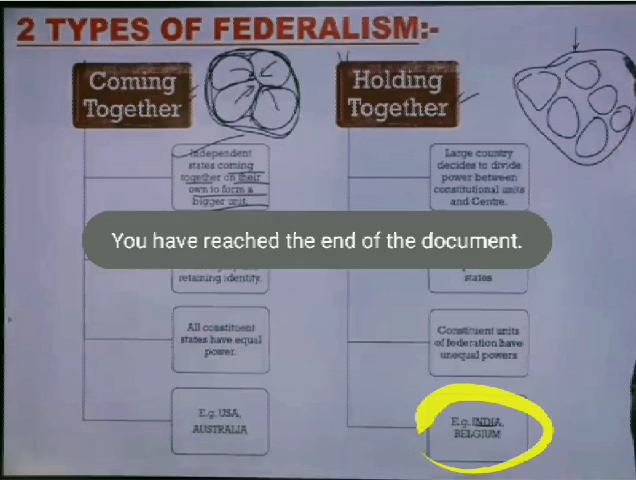 2 TYPES OF FEDERALISM:-
Coming
Together
Independent
states coming
together on their
own to form a
bigger unit.
retaining identity.
All constituent
states have equal
power.
E.g. USA,
AUSTRALIA
Holding
Together
Large country
decides to divide
power between
constitutional units
and Centre.
states
Constituent units
of federation have
unequal powers
E.g. INDIA,
BELGIUM
You have reached the end of the document.